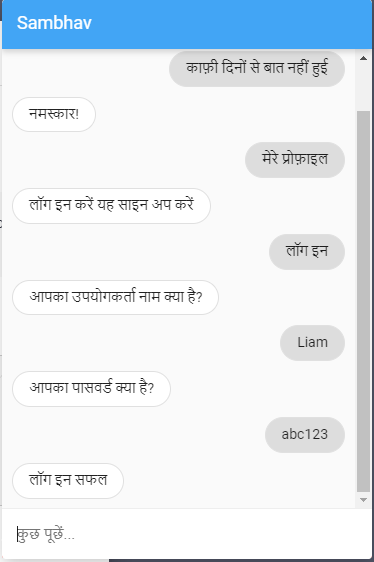 Sambhav
काफ़ी दिनों से बात नहीं हुई
नमस्कार!
मेरे प्रोफ़ाइल
लॉग इन करें यह साइन अप करें
लॉग इन
आपका उपयोगकर्ता नाम क्या है?
Liam
आपका पासवर्ड क्या है?
abc123
लॉग इन सफल
कुछ पूछें...